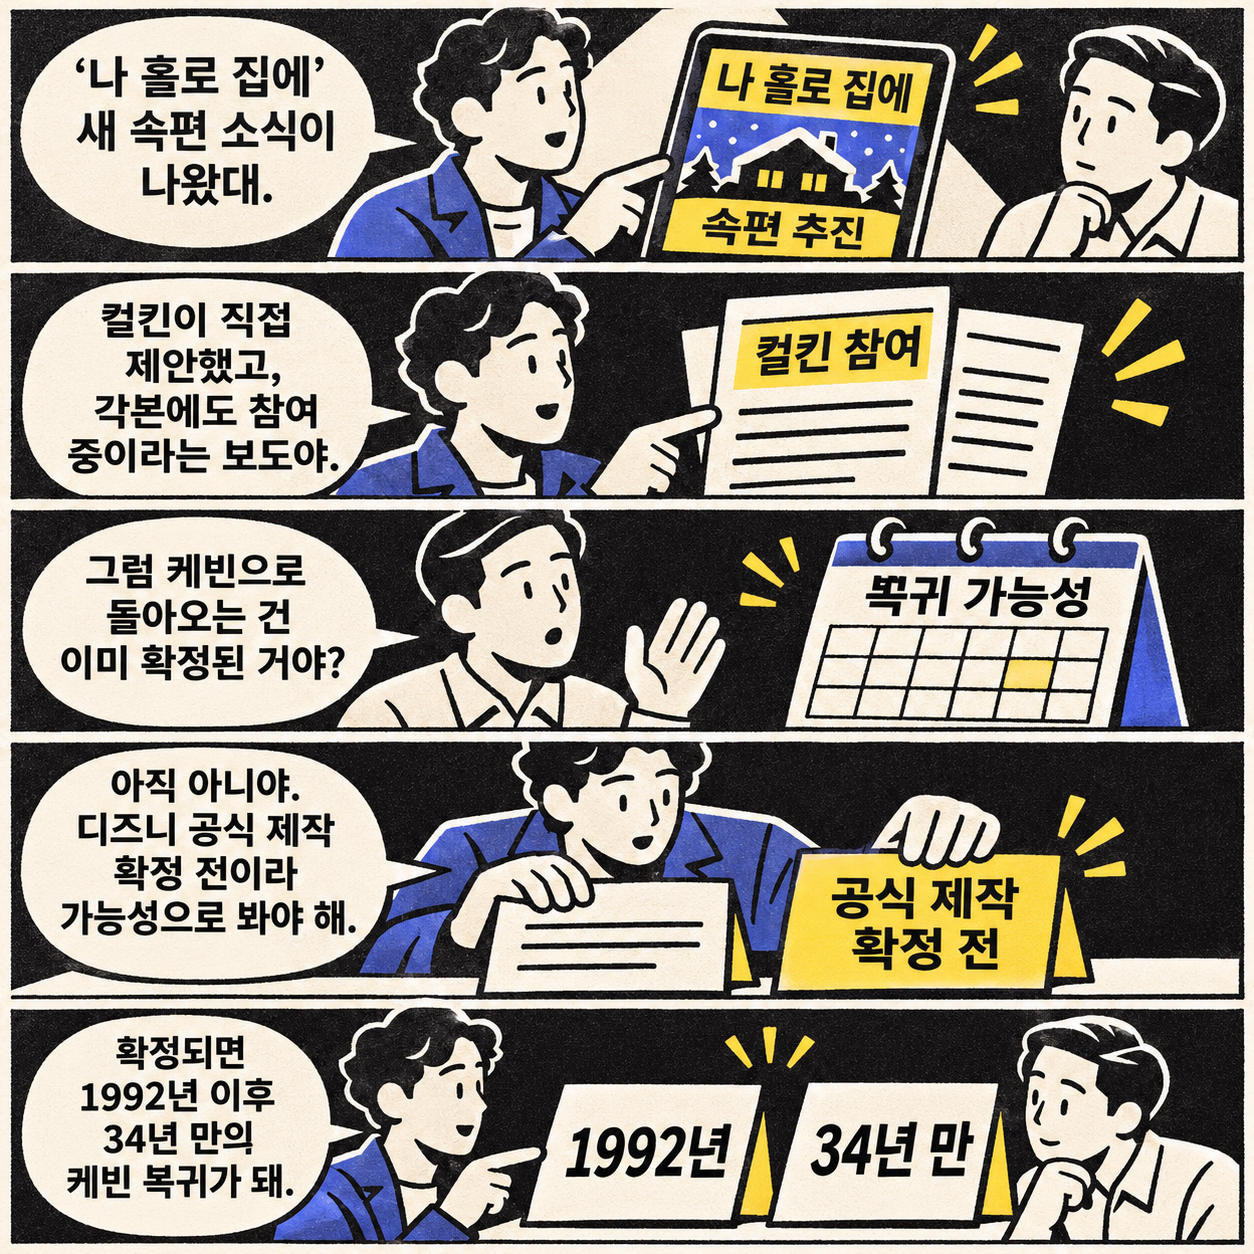 ‘나 홀로 집에’
새 속편 소식이
나왔대.
나 홀로 집에
속편 추진
컬킨이 직접
제안했고,
각본에도 참여
중이라는 보도야.
컬킨 참여
그럼 케빈으로
돌아오는 건
이미 확정된 거야?
가능성
아직 아니야.
디즈니 공식 제작
확정 전이라
가능성으로 봐야 해.
공식 제작
확정 전
확정되면
1992년 이후
34년 만의
케빈 복귀가 돼.
1992년
34년 만